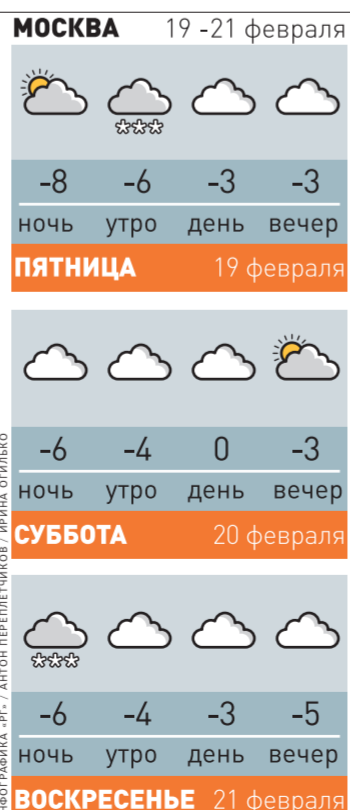 МОСКВА 19 -21 февраля
-8 -6 -3 -3
ночь утро день вечер
ПЯТНИЦА 19 февраля
-6 -4 0 -3
ночь утро день вечер
СУББОТА 20 февраля
-6 -4 -3 -5
ночь утро день вечер
ВОСКРЕСЕНЬЕ 21 февраля
«РГ» / АНТОН ПЕРЕПЛЕТЧИКОВ / ИРИНА ОГИЛЬКО